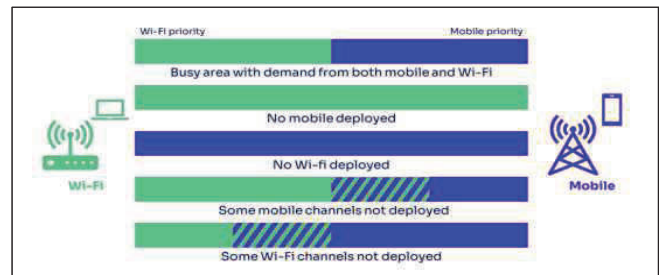 Wi-Fi priority
Mobile priority
Busy area with demand from both mobile and Wi-Fi
No mobile deployed
No Wi-fi deployed
Wi-Fi
Mobile
Some mobile channels not deployed
Some Wi-Fi channels not deployed